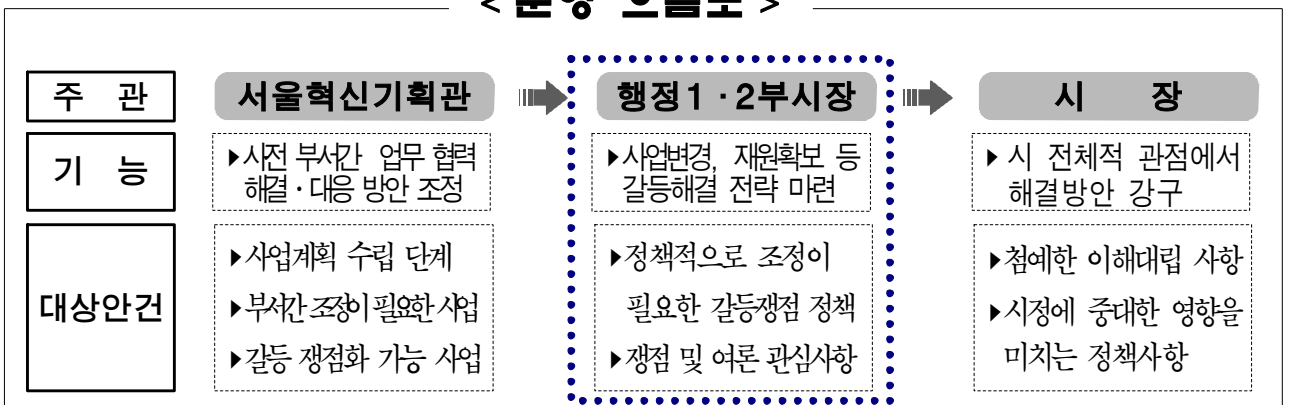 < 운영 흐름도 >
주 관
서울혁신기획관
행정1·2부시장
시 장
기 능
▶사전 부서간 업무 협력
해결·대응 방안 조정
▶사업변경, 재원확보 등
갈등해결 전략 마련
▶시 전체적 관점에서
해결방안 강구
대상안건
▶사업계획 수립 단계
▶부서간 조정이 필요한 사업
▶갈등 쟁점화 가능 사업
▶정책적으로 조정이
필요한 갈등쟁점 정책
▶쟁점 및 여론 관심사항
▶첨예한 이해대립 사항
▶시정에 중대한 영향을
미치는 정책사항